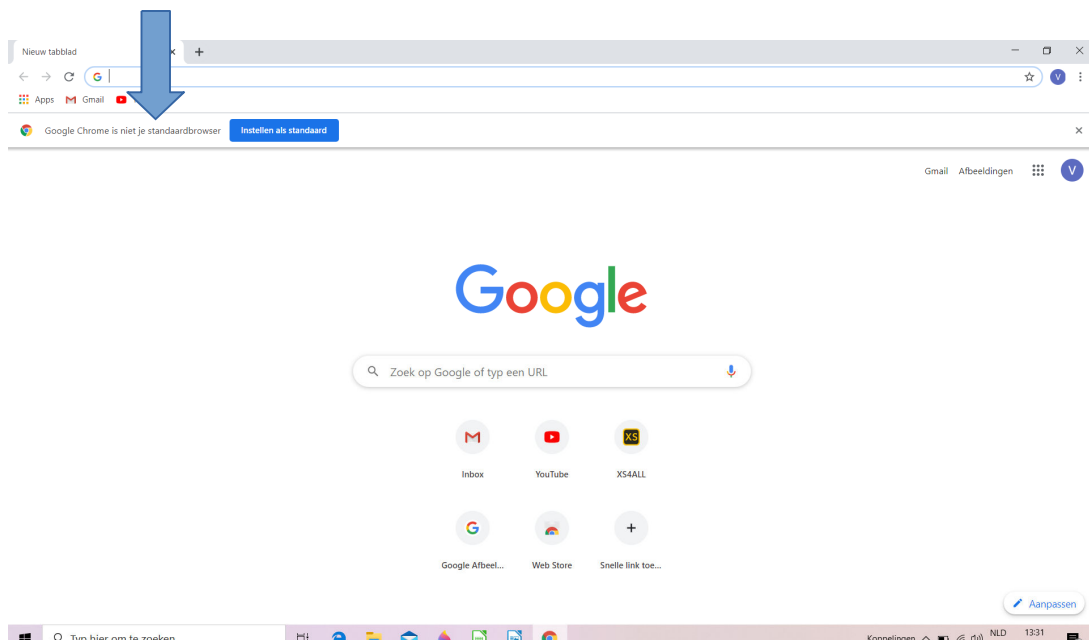 Nieuw tabblad
Apps Gmail
Google Chrome is niet je standaardbrowser Instellen als standaard
Gmail Afbeeldingen V
Google
Zoek op Google of typ een URL
Inbox YouTube XS4ALL
Google Afbeel... Web Store Snelle link toe...
Aanpassen
Typ hier om te zoeken Koppelingen NLD 13:31